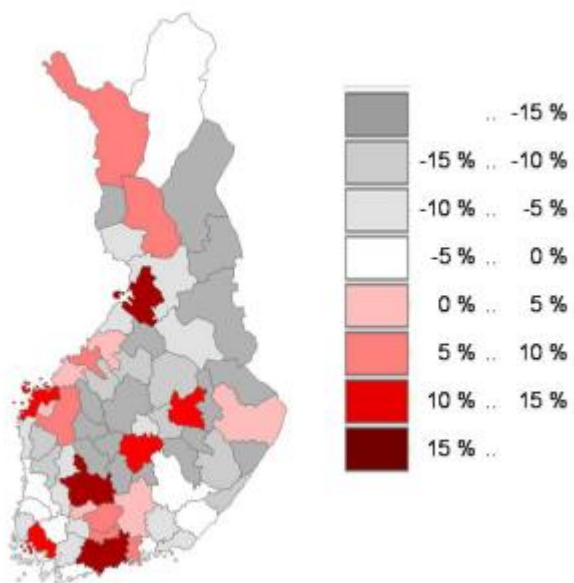 .. -15 %
-15 % .. -10 %
-10 % .. -5 %
-5 % .. 0 %
0 % .. 5 %
5 % .. 10 %
10 % .. 15 %
15 % ..